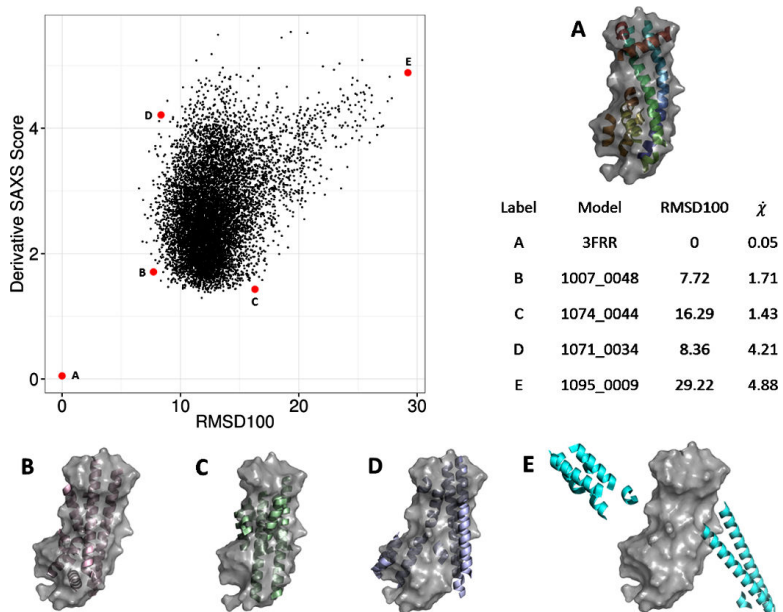 Derivative SAXS Score
4
2
0
0 10 20 30
RMSD100
A
B
C
D
E
A
Label Model RMSD100 χ̇
A 3FRR 0 0.05
B 1007_0048 7.72 1.71
C 1074_0044 16.29 1.43
D 1071_0034 8.36 4.21
E 1095_0009 29.22 4.88
B
C
D
E